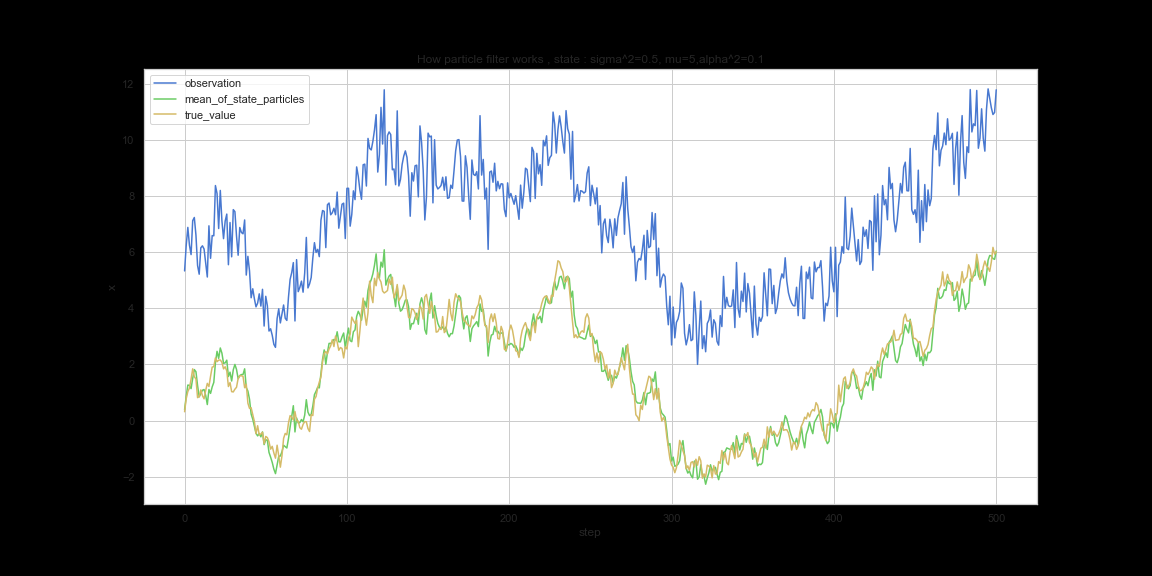 How particle filter works , state : sigma^2=0.5, mu=5,alpha^2=0.1
observation
mean_of_state_particles
true_value
12
10
8
6
4
2
0
−2
x
0 100 200 300 400 500
step